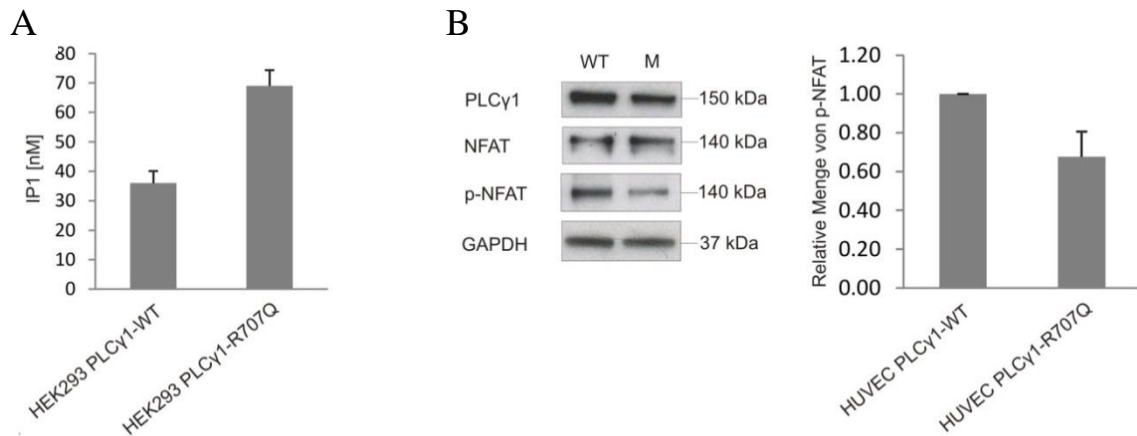 A
80
70
60
50
40
30
20
10
0
IP1 [nM]
HEK293 PLCγ1-WT
HEK293 PLCγ1-R707Q
B
WT M
PLCγ1 150 kDa
NFAT 140 kDa
p-NFAT 140 kDa
GAPDH 37 kDa
Relative Menge von p-NFAT
1.20
1.00
0.80
0.60
0.40
0.20
0.00
HUVEC PLCγ1-WT
HUVEC PLCγ1-R707Q